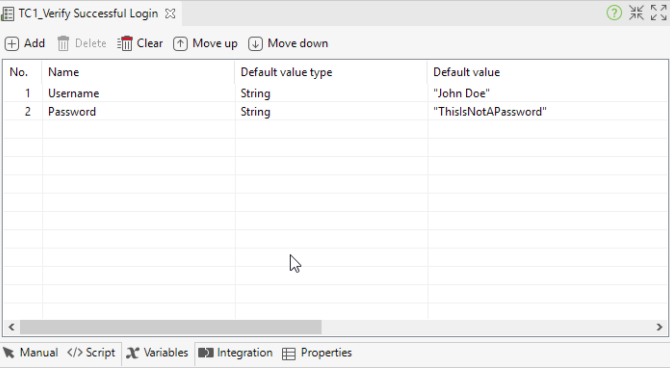 TC1_Verify Successful Login
Add Delete Clear Move up Move down
No. Name Default value type Default value
1 Username String "John Doe"
2 Password String "ThisIsNotAPassword"
Manual </> Script Variables Integration Properties